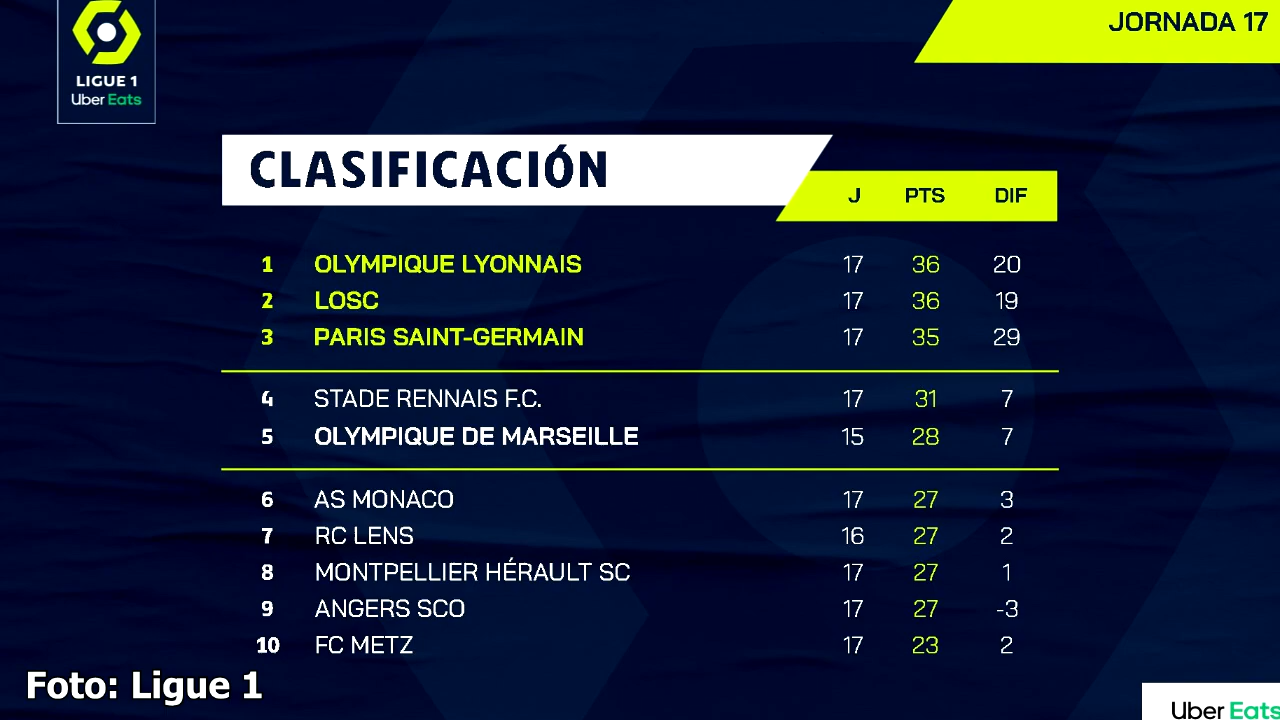 JORNADA 17
LIGUE 1
Uber Eats
CLASIFICACIÓN
J PTS DIF
1 OLYMPIQUE LYONNAIS 17 36 20
2 LOSC 17 36 19
3 PARIS SAINT-GERMAIN 17 35 29
4 STADE RENNAIS F.C. 17 31 7
5 OLYMPIQUE DE MARSEILLE 15 28 7
6 AS MONACO 17 27 3
7 RC LENS 16 27 2
8 MONTPELLIER HÉRAULT SC 17 27 1
9 ANGERS SCO 17 27 -3
10 FC METZ 17 23 2
Foto: Ligue 1
Uber Eats